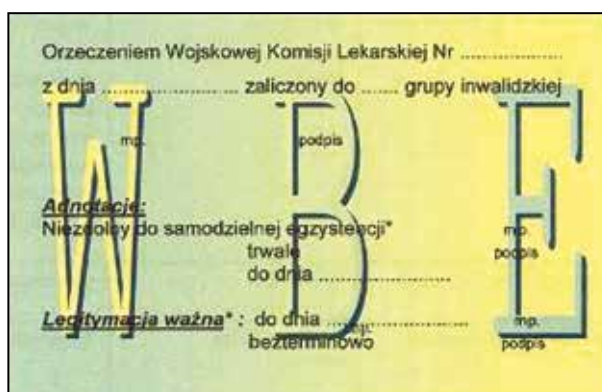 Orzeczeniem Wojskowej Komisji Lekarskiej Nr ....................
z dnia .......................... zaliczony do ....... grupy inwalidzkiej
mp. podpis
Adnotacje:
Niezdolny do samodzielnej egzystencji* mp.
trwale podpis
do dnia ..........................
Legitymacja ważna* : do dnia .......................... mp. mp.
bezterminowo podpis
W B E